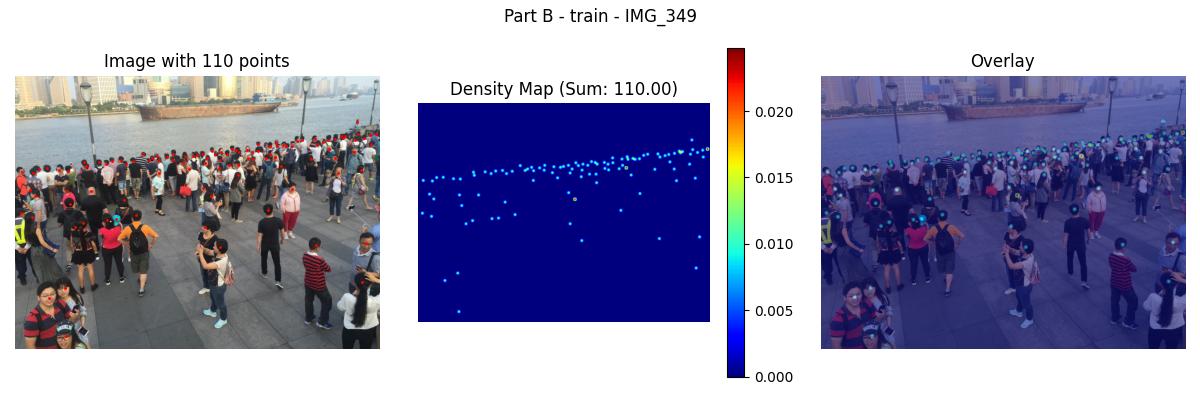 Part B - train - IMG_349
Image with 110 points
Density Map (Sum: 110.00)
Overlay
0.020
0.015
0.010
0.005
0.000